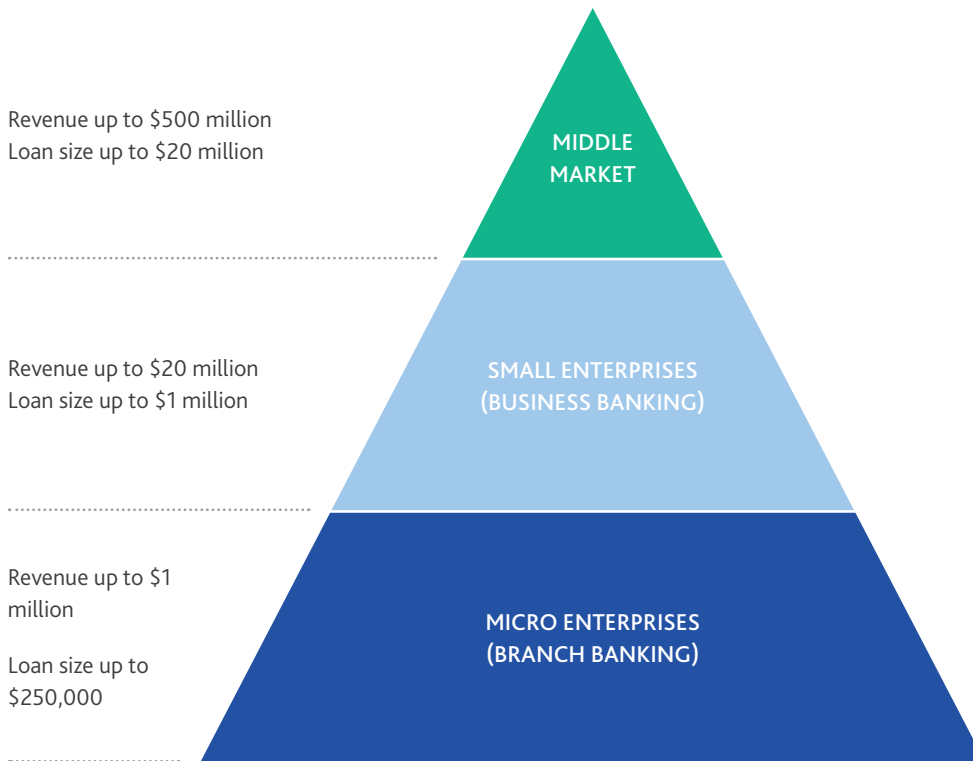 Revenue up to $500 million
Loan size up to $20 million
MIDDLE
MARKET
Revenue up to $20 million
Loan size up to $1 million
SMALL ENTERPRISES
(BUSINESS BANKING)
Revenue up to $1
million
Loan size up to
$250,000
MICRO ENTERPRISES
(BRANCH BANKING)